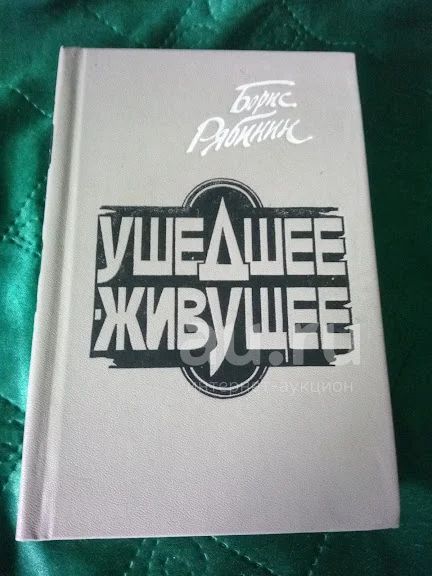 Борис
Рябинин
УШЕДШЕЕ
-ЖИВУЩЕЕ
au.ru
интернет-аукцион